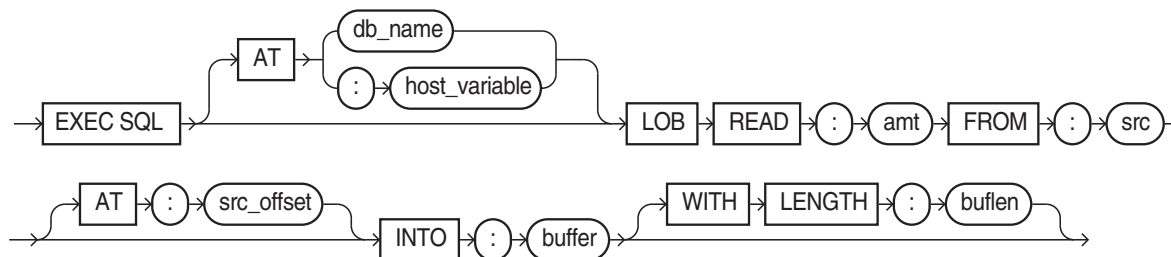 db_name
AT
: host_variable
EXEC SQL LOB READ : amt FROM : src
AT : src_offset WITH LENGTH : buflen
INTO : buffer